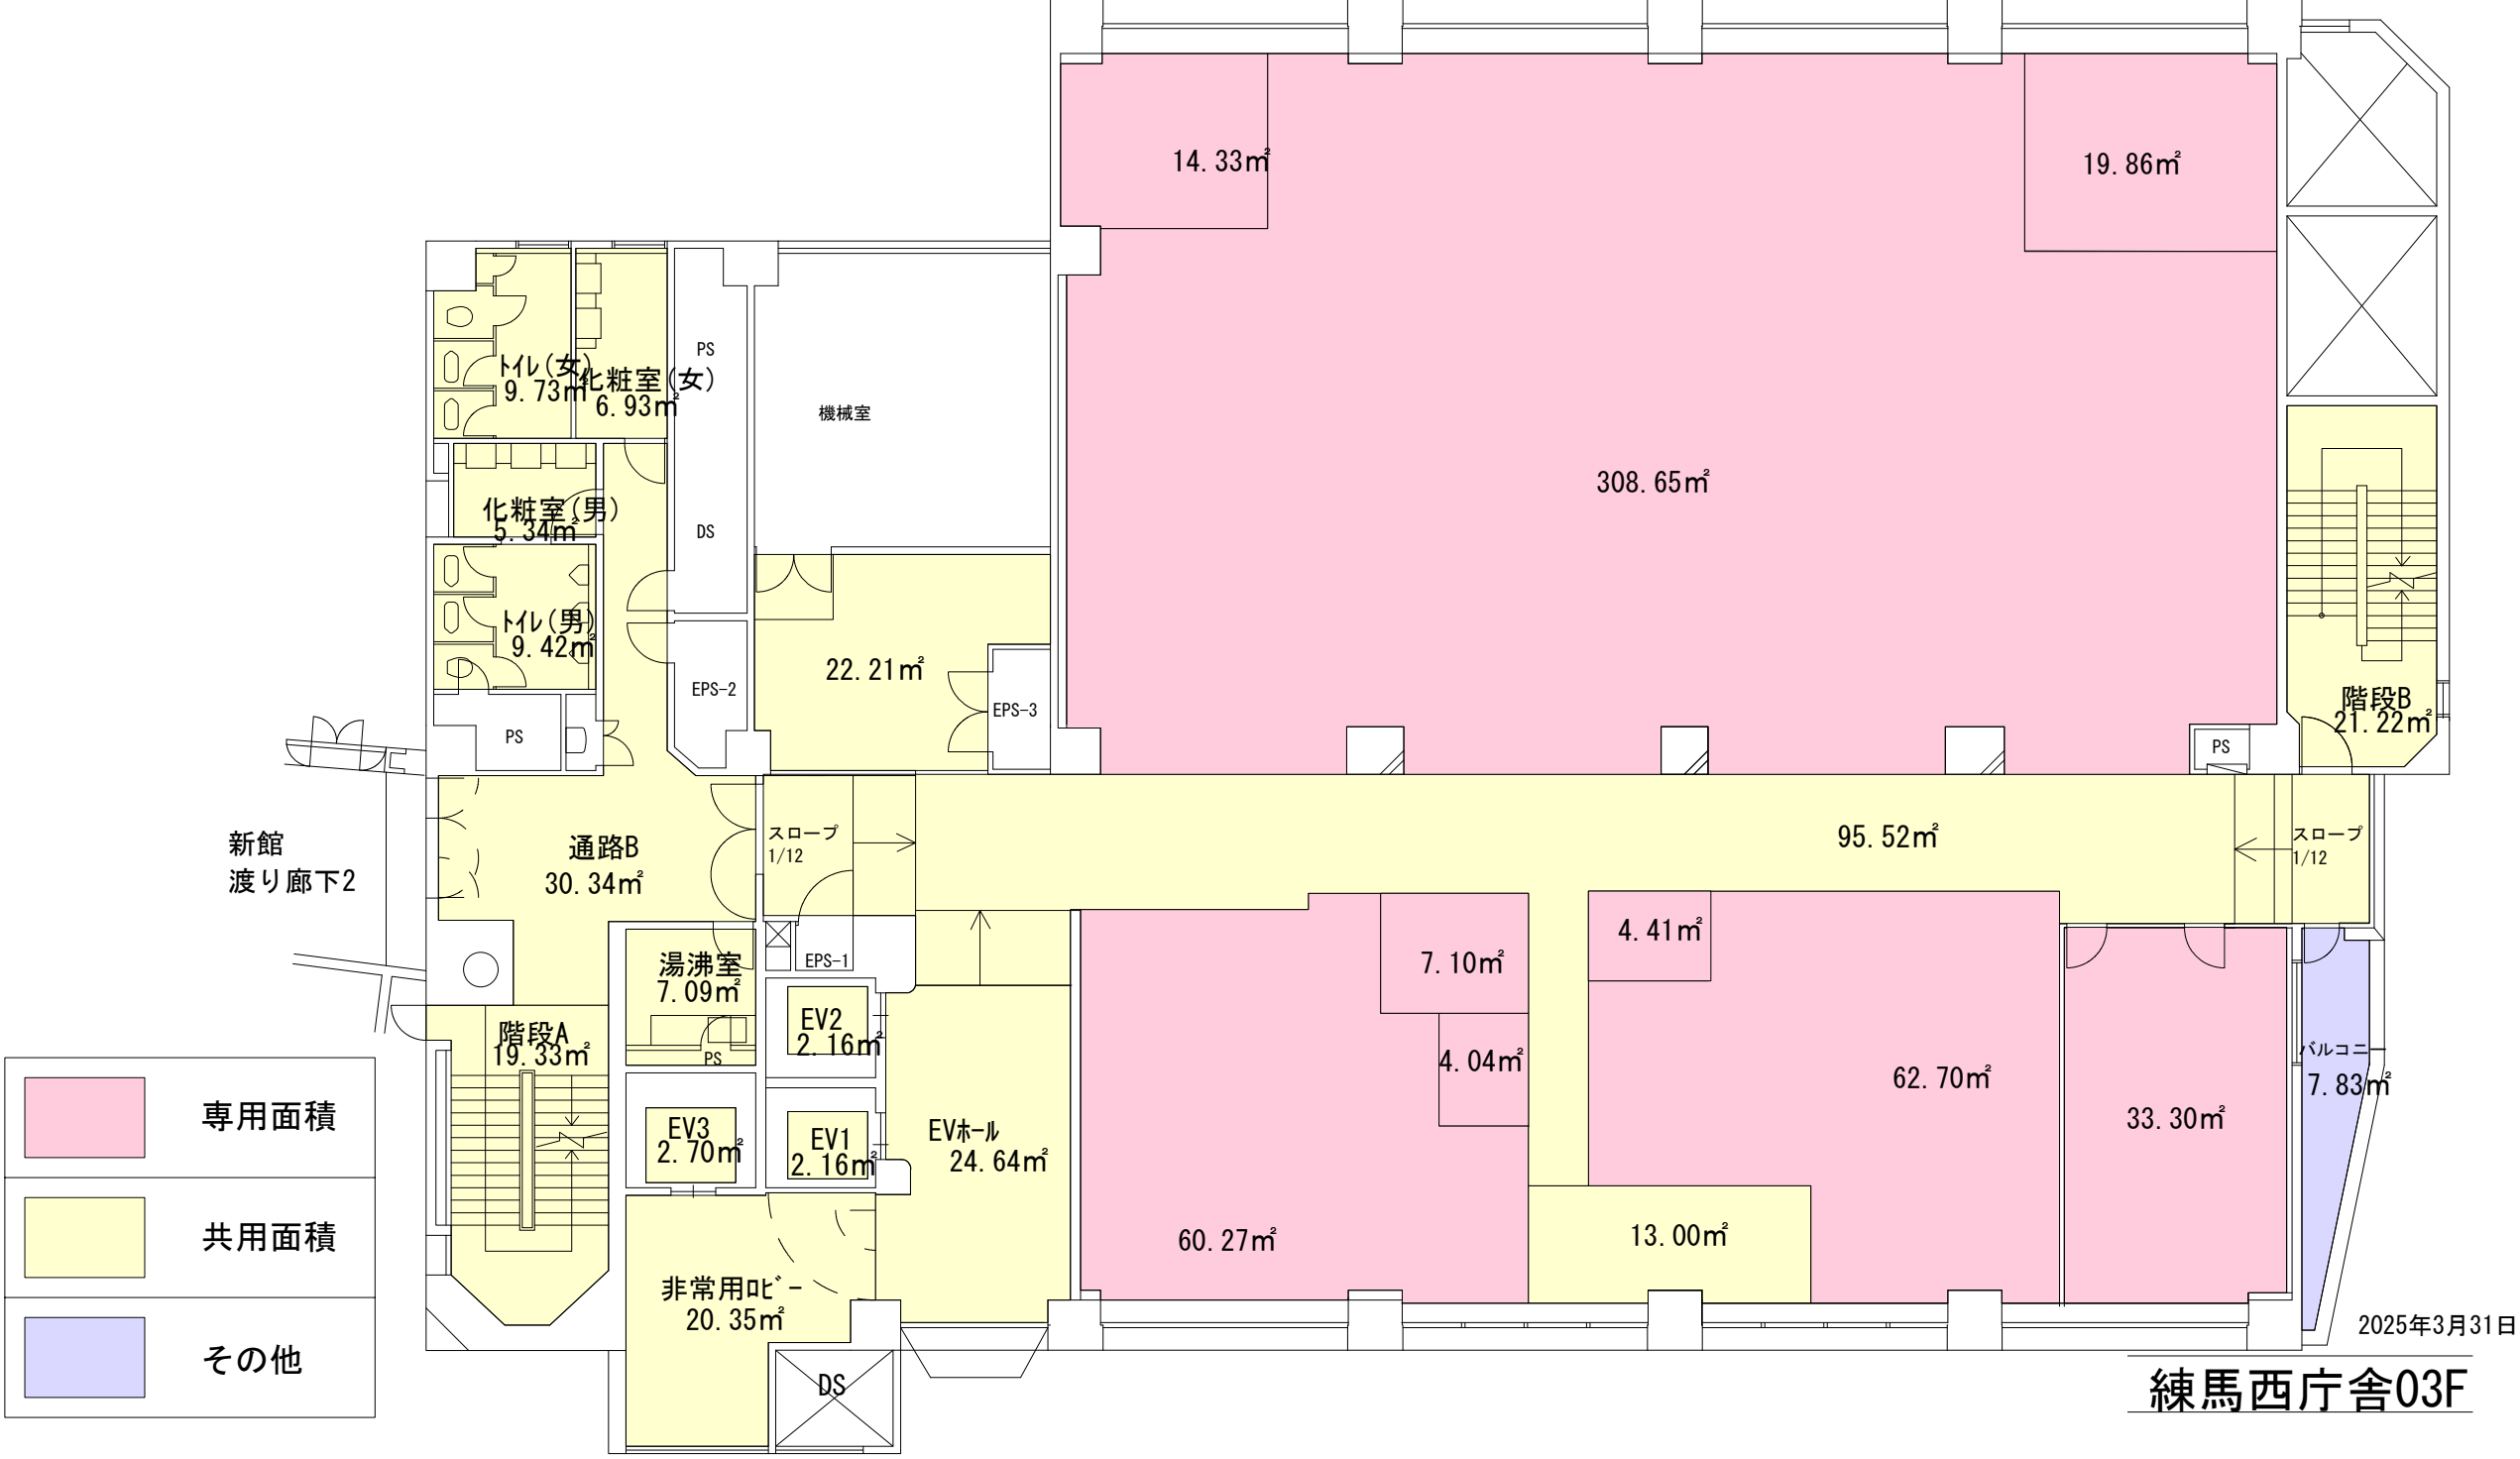 14.33㎡
19.86㎡
308.65㎡
ﾄｲﾚ(女)
9.73㎡
化粧室(女)
6.93㎡
PS
機械室
化粧室(男)
5.34㎡
DS
ﾄｲﾚ(男)
9.42㎡
22.21㎡
EPS-2
EPS-3
PS
階段B
21.22㎡
PS
新館
渡り廊下2
通路B
30.34㎡
スロープ
1/12
95.52㎡
スロープ
1/12
4.41㎡
7.10㎡
EPS-1
湯沸室
7.09㎡
PS
EV2
2.16㎡
階段A
19.33㎡
4.04㎡
62.70㎡
33.30㎡
バルコニー
7.83㎡
EV3
2.70㎡
EV1
2.16㎡
EVﾎｰﾙ
24.64㎡
60.27㎡
13.00㎡
非常用ﾛﾋﾞｰ
20.35㎡
DS
専用面積
共用面積
その他
2025年3月31日
練馬西庁舎03F